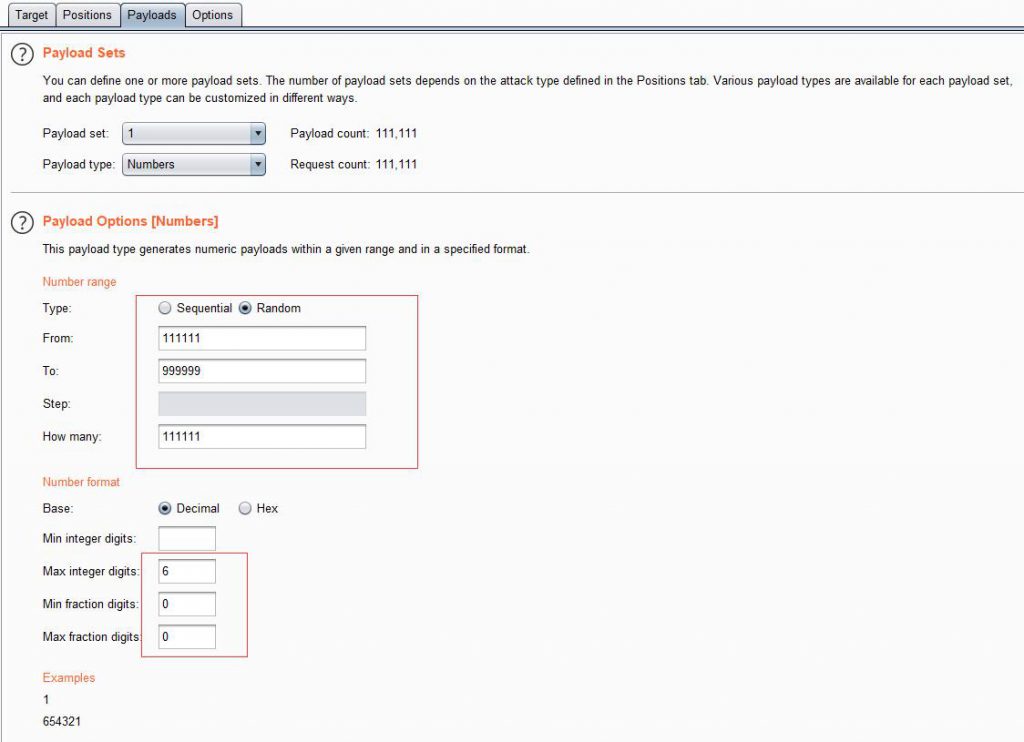 Target Positions Payloads Options
? Payload Sets
You can define one or more payload sets. The number of payload sets depends on the attack type defined in the Positions tab. Various payload types are available for each payload set,
and each payload type can be customized in different ways.
Payload set: 1 Payload count: 111,111
Payload type: Numbers Request count: 111,111
? Payload Options [Numbers]
This payload type generates numeric payloads within a given range and in a specified format.
Number range
Type: Sequential Random
From: 111111
To: 999999
Step:
How many: 111111
Number format
Base: Decimal Hex
Min integer digits:
Max integer digits: 6
Min fraction digits: 0
Max fraction digits: 0
Examples
1
654321